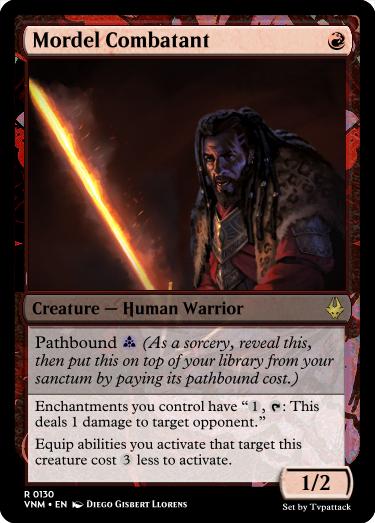 Mordel Combatant
Creature — Human Warrior
Pathbound (As a sorcery, reveal this,
then put this on top of your library from your
sanctum by paying its pathbound cost.)
Enchantments you control have “1, : This
deals 1 damage to target opponent.”
Equip abilities you activate that target this
creature cost 3 less to activate.
1/2
R 0130
VNM • EN Diego Gisbert Llorens
Set by Tvpattack